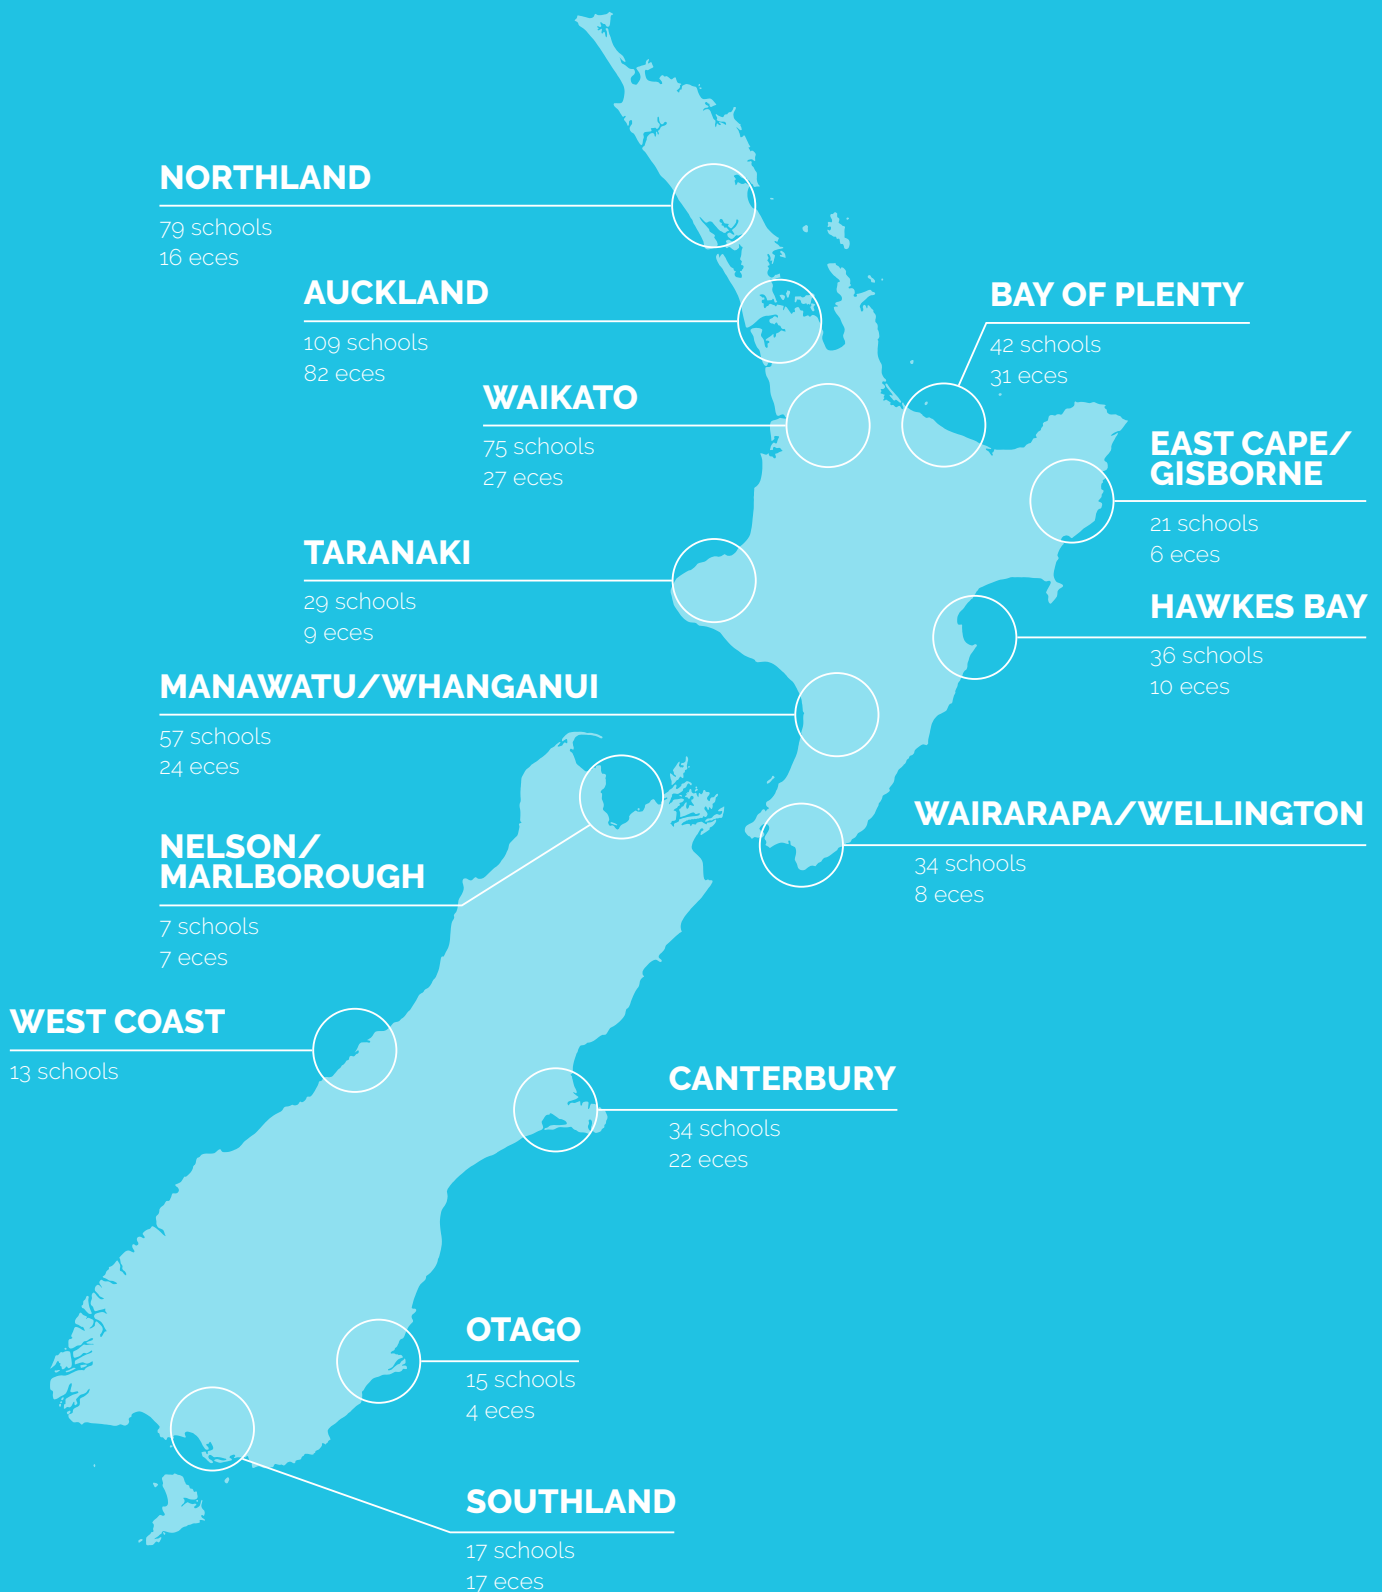 NORTHLAND
79 schools
16 eces
AUCKLAND
109 schools
82 eces
BAY OF PLENTY
42 schools
31 eces
WAIKATO
75 schools
27 eces
EAST CAPE/
GISBORNE
21 schools
6 eces
TARANAKI
29 schools
9 eces
HAWKES BAY
36 schools
10 eces
MANAWATU/WHANGANUI
57 schools
24 eces
WAIRARAPA/WELLINGTON
34 schools
8 eces
NELSON/
MARLBOROUGH
7 schools
7 eces
WEST COAST
13 schools
CANTERBURY
34 schools
22 eces
OTAGO
15 schools
4 eces
SOUTHLAND
17 schools
17 eces